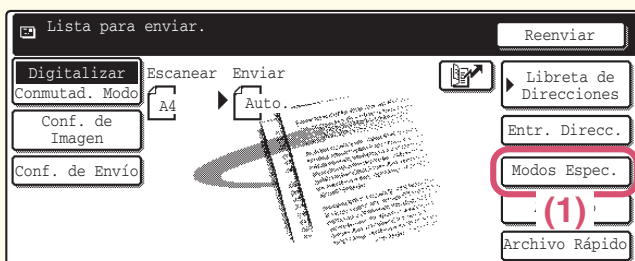 Lista para enviar.
Reenviar
Digitalizar
Conmutad. Modo
Escanear
Enviar
A4
Auto.
Libreta de
Direcciones
Conf. de
Imagen
Entr. Direcc.
Conf. de Envío
Modos Espec.
(1)
Archivo Rápido